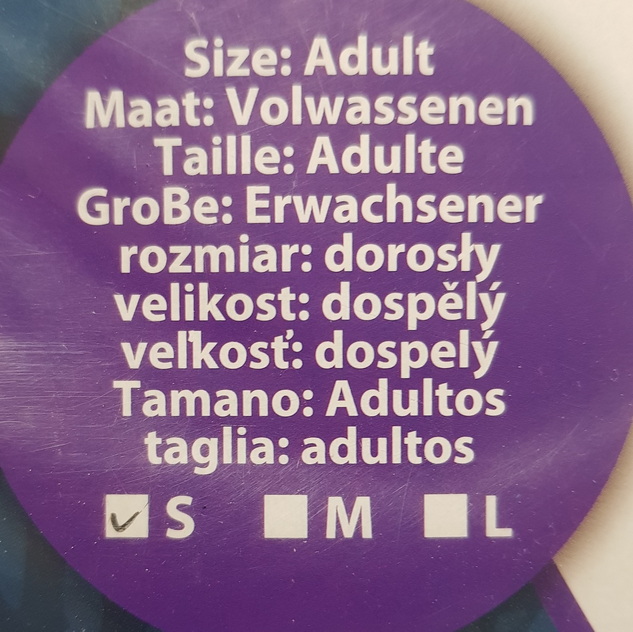 Size: Adult
Maat: Volwassenen
Taille: Adulte
GroBe: Erwachsener
rozmiar: dorosły
velikost: dospělý
veľkosť: dospelý
Tamano: Adultos
taglia: adultos
S M L